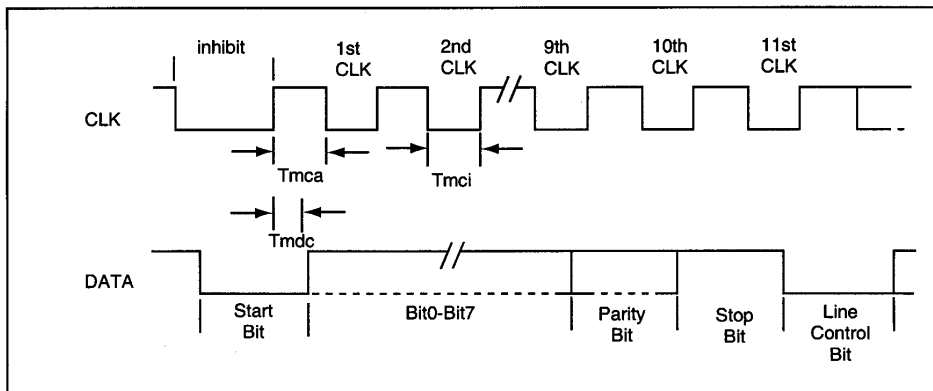 inhibit
1st
CLK
2nd
CLK
9th
CLK
10th
CLK
11st
CLK
CLK
Tmca
Tmci
Tmdc
DATA
Start
Bit
Bit0-Bit7
Parity
Bit
Stop
Bit
Line
Control
Bit